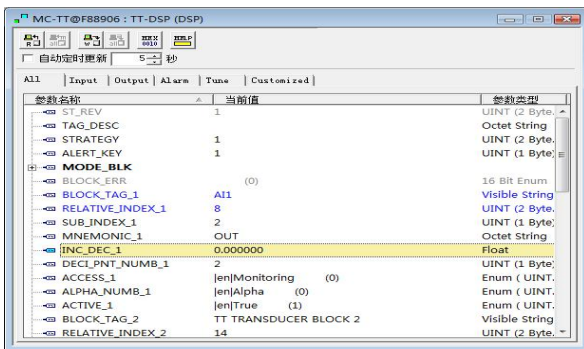 MC-TT@F88906 : TT-DSP (DSP)
自动定时更新 5 秒
All Input Output Alarm Tune Customized
参数名称 当前值 参数类型
ST_REV 1 UINT (2 Byte.
TAG_DESC Octet String
STRATEGY 1 UINT (2 Byte.
ALERT_KEY 1 UINT (1 Byte)
MODE_BLK
BLOCK_ERR (0) 16 Bit Enum
BLOCK_TAG_1 AI1 Visible String
RELATIVE_INDEX_1 8 UINT (2 Byte.
SUB_INDEX_1 2 UINT (1 Byte)
MNEMONIC_1 OUT Octet String
INC_DEC_1 0.000000 Float
DECI_PNT_NUMB_1 2 UINT (1 Byte)
ACCESS_1 |en|Monitoring (0) Enum ( UINT.
ALPHA_NUMB_1 |en|Alpha (0) Enum ( UINT.
ACTIVE_1 |en|True (1) Enum ( UINT.
BLOCK_TAG_2 TT TRANSDUCER BLOCK 2 Visible String
RELATIVE_INDEX_2 14 UINT (2 Byte.